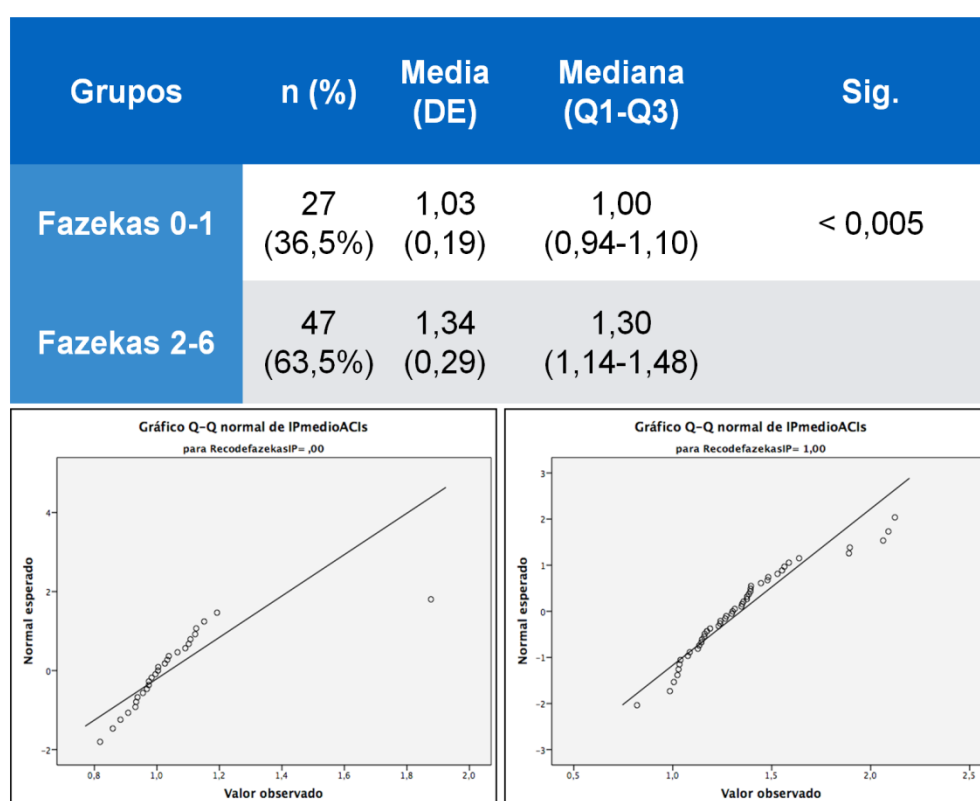 Grupos n (%) Media (DE) Mediana (Q1-Q3) Sig.
Fazekas 0-1 27 (36,5%) 1,03 (0,19) 1,00 (0,94-1,10) < 0,005
Fazekas 2-6 47 (63,5%) 1,34 (0,29) 1,30 (1,14-1,48)
Gráfico Q-Q normal de IPmedioACIs
para RecodefazekasIP= ,00
Normal esperado
4
2
0
-2
0,8 1,0 1,2 1,4 1,6 1,8 2,0
Valor observado
Gráfico Q-Q normal de IPmedioACIs
para RecodefazekasIP= 1,00
Normal esperado
3
2
1
0
-1
-2
-3
0,5 1,0 1,5 2,0 2,5
Valor observado